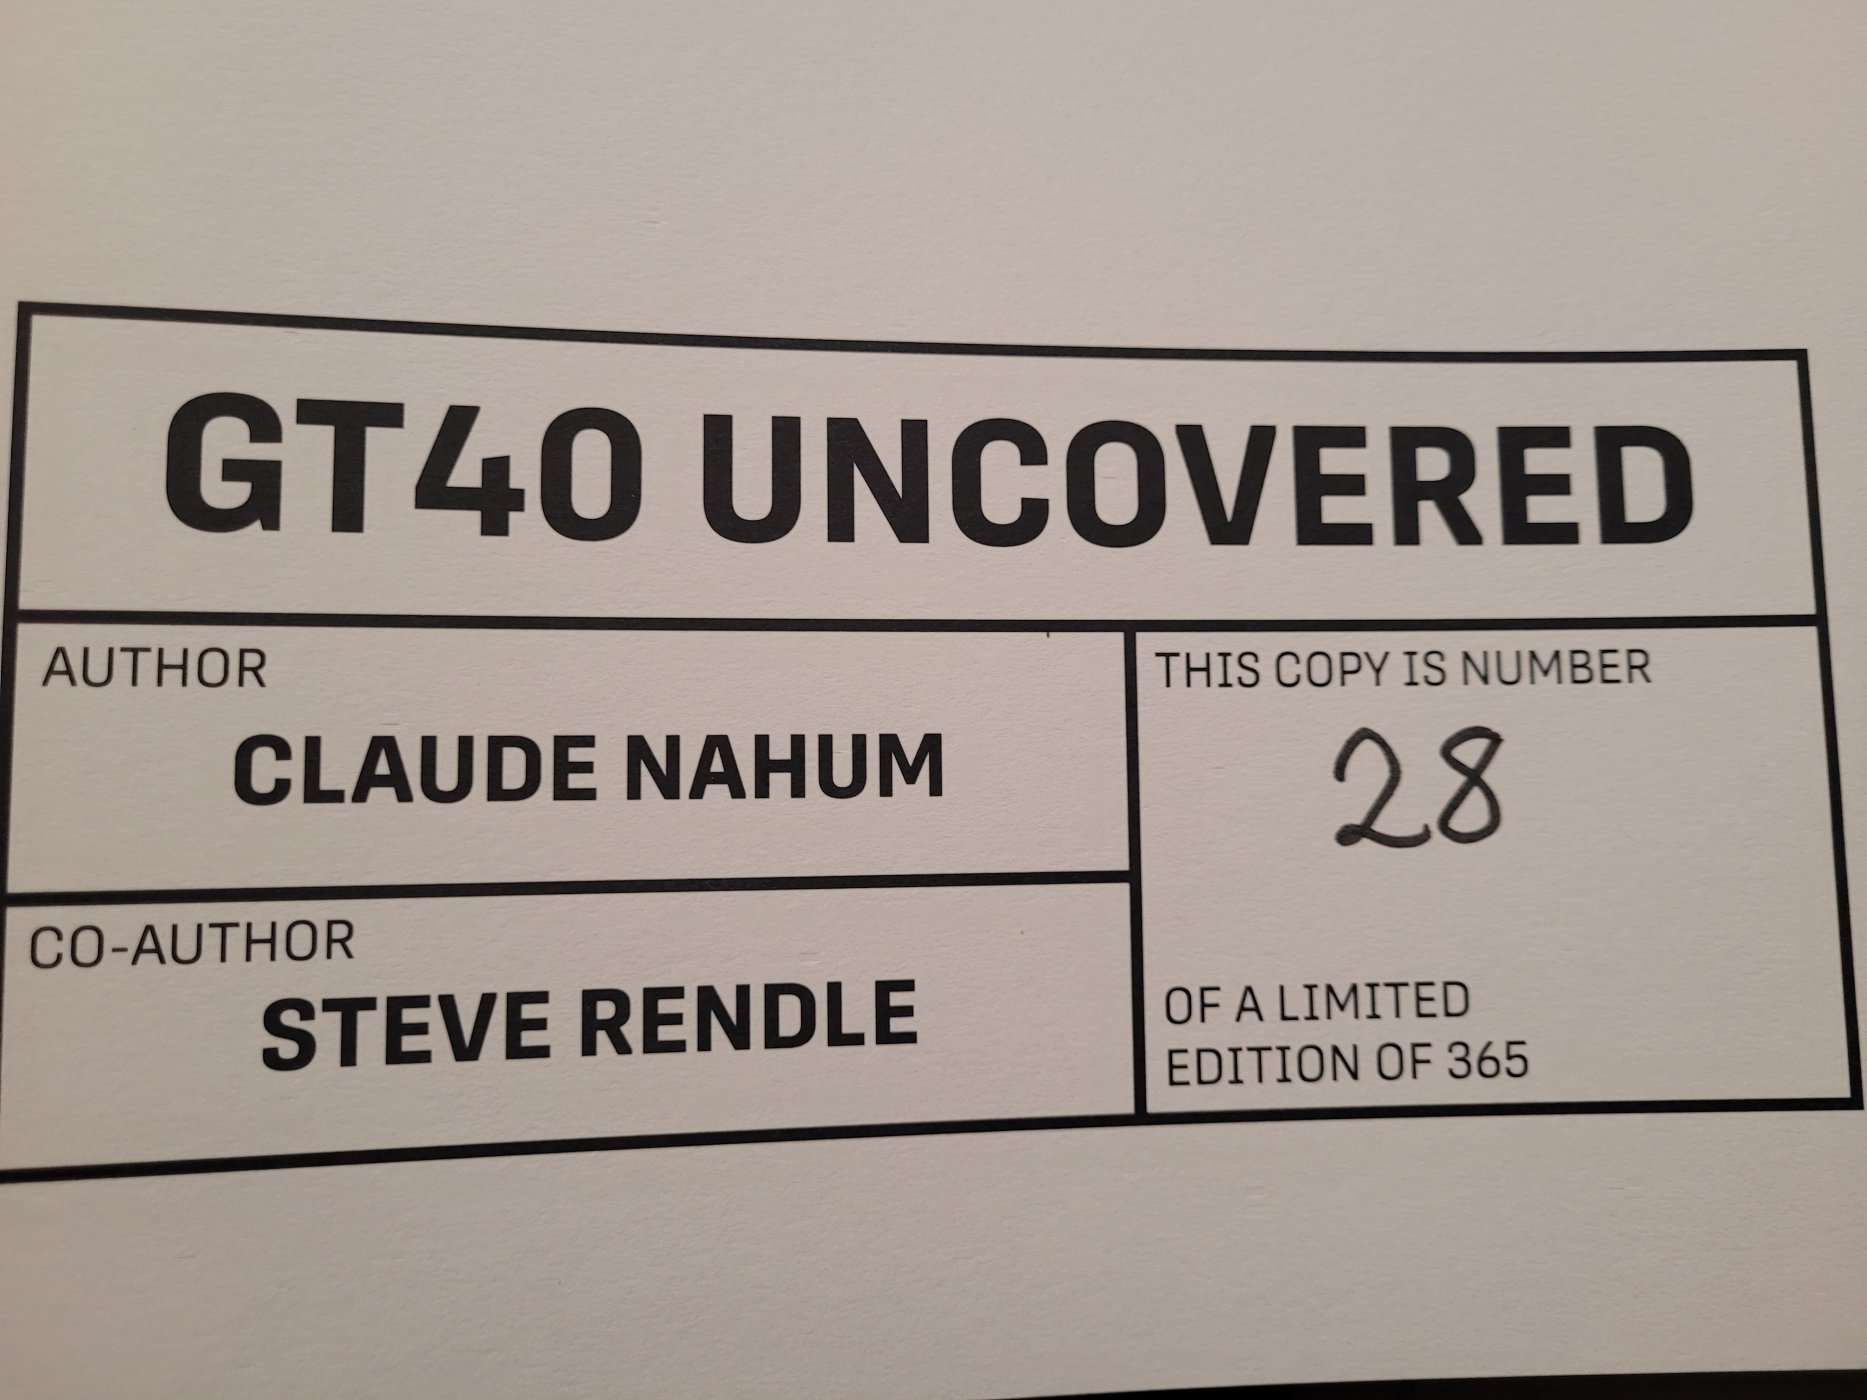 GT40 UNCOVERED
AUTHOR
CLAUDE NAHUM
CO-AUTHOR
STEVE RENDLE
THIS COPY IS NUMBER
28
OF A LIMITED
EDITION OF 365